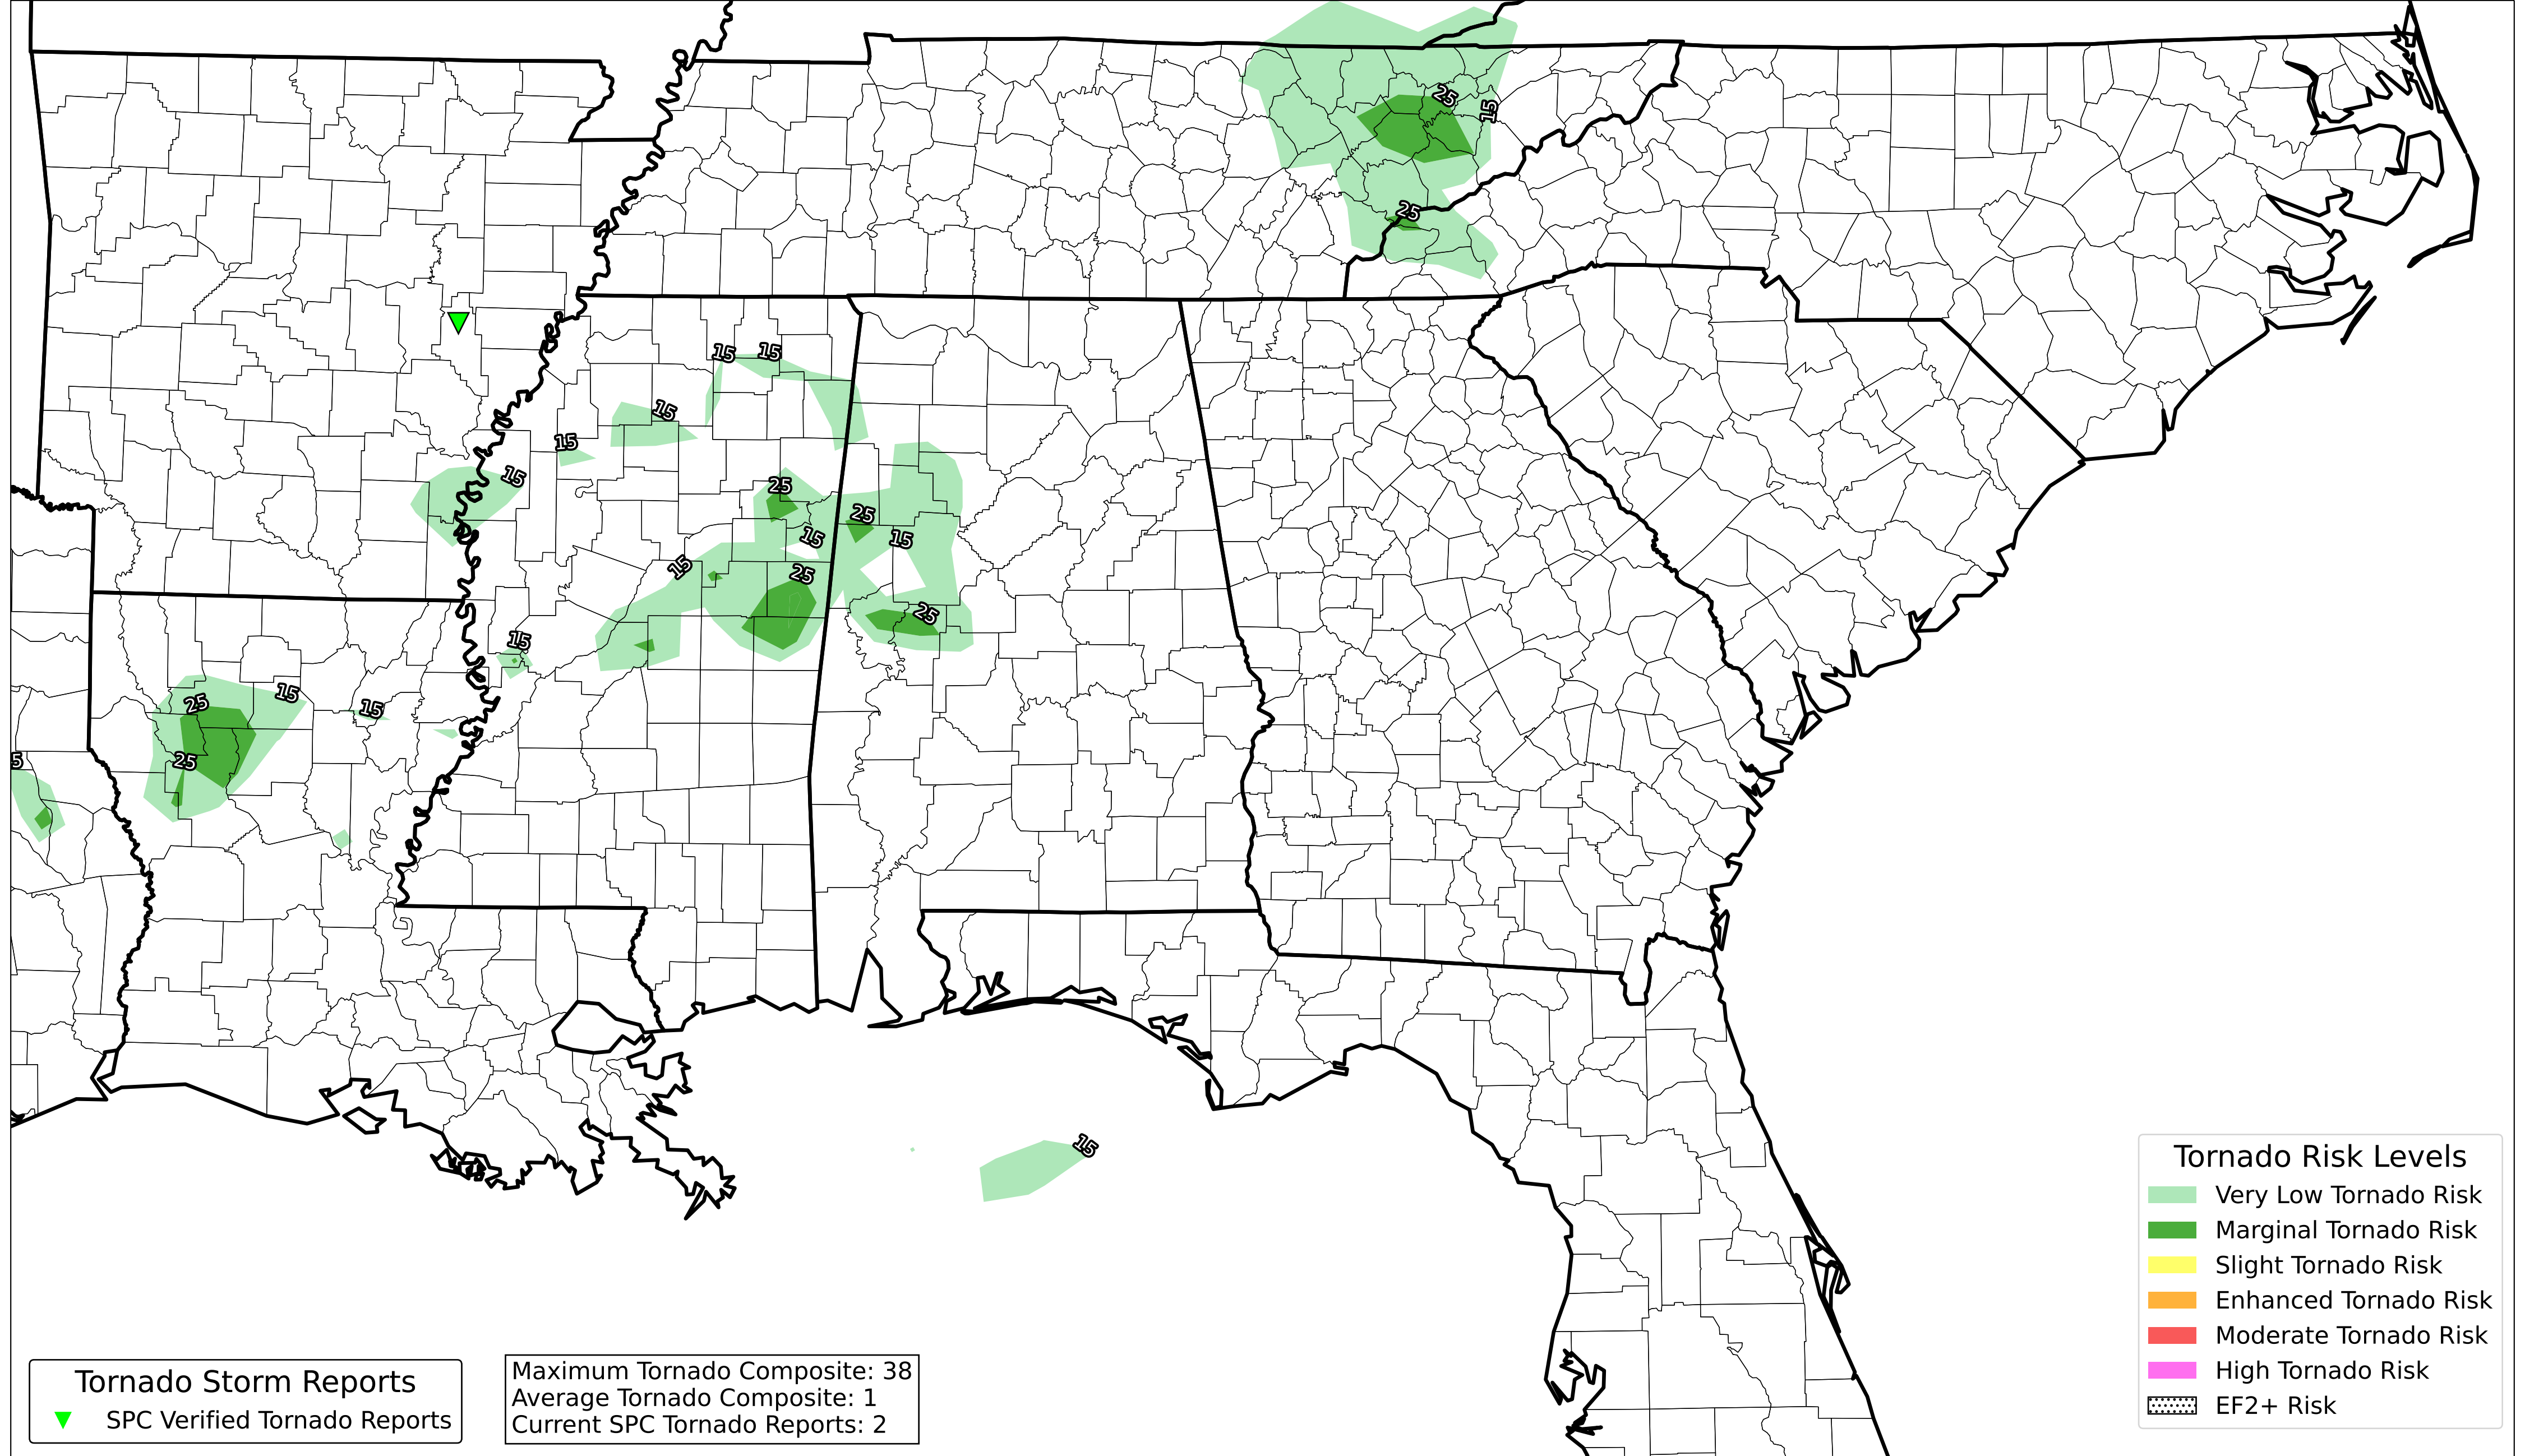 25
15
25
15
15
15
15
15
25
25
15
15
15
25
25
15
25
15
15
25
5
15
Tornado Risk Levels
Very Low Tornado Risk
Marginal Tornado Risk
Slight Tornado Risk
Enhanced Tornado Risk
Moderate Tornado Risk
High Tornado Risk
EF2+ Risk
Tornado Storm Reports
SPC Verified Tornado Reports
Maximum Tornado Composite: 38
Average Tornado Composite: 1
Current SPC Tornado Reports: 2